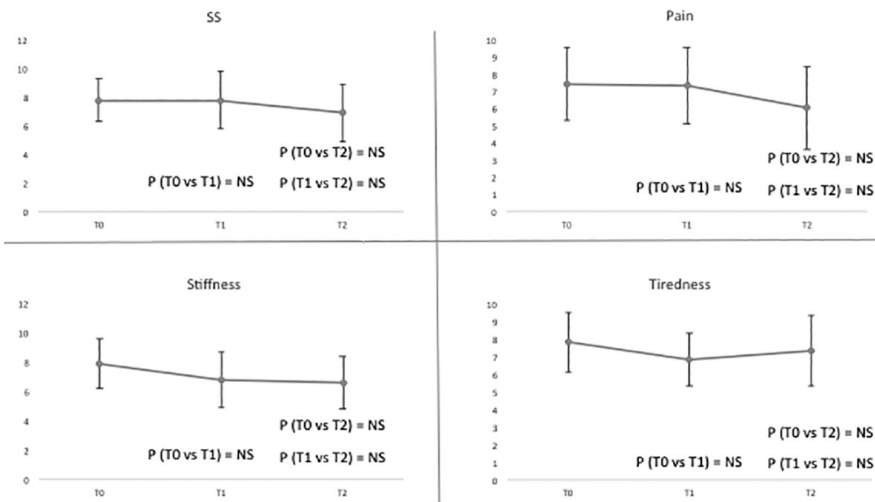 SS
12
10
8
6
4
2
0
P (T0 vs T2) = NS
P (T0 vs T1) = NS P (T1 vs T2) = NS
T0 T1 T2
Pain
10
9
8
7
6
5
4
3
2
1
0
P (T0 vs T2) = NS
P (T0 vs T1) = NS P (T1 vs T2) = NS
T0 T1 T2
Stiffness
12
10
8
6
4
2
0
P (T0 vs T2) = NS
P (T0 vs T1) = NS P (T1 vs T2) = NS
T0 T1 T2
Tiredness
10
9
8
7
6
5
4
3
2
1
0
P (T0 vs T2) = NS
P (T0 vs T1) = NS P (T1 vs T2) = NS
T0 T1 T2